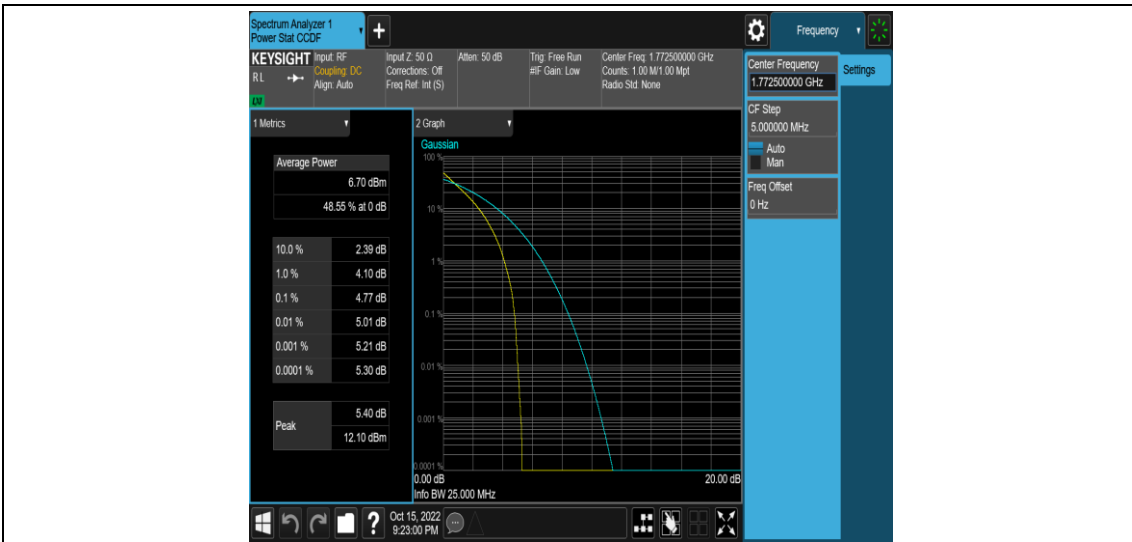 Spectrum Analyzer 1
Power Stat CCDF
+
Frequency
KEYSIGHT
RL
LXI
Input: RF
Coupling: DC
Align: Auto
Input Z: 50 Ω
Corrections: Off
Freq Ref: Int (S)
Atten: 50 dB
Trig: Free Run
#IF Gain: Low
Center Freq: 1.772500000 GHz
Counts: 1.00 M/1.00 Mpt
Radio Std: None
Center Frequency
1.772500000 GHz
Settings
CF Step
5.000000 MHz
Auto
Man
Freq Offset
0 Hz
1 Metrics
Average Power
6.70 dBm
48.55 % at 0 dB
10.0 % 2.39 dB
1.0 % 4.10 dB
0.1 % 4.77 dB
0.01 % 5.01 dB
0.001 % 5.21 dB
0.0001 % 5.30 dB
Peak
5.40 dB
12.10 dBm
2 Graph
Gaussian
100 %
10 %
1 %
0.1 %
0.01 %
0.001 %
0.0001 %
0.00 dB 20.00 dB
Info BW 25.000 MHz
?
Oct 15, 2022
9:23:00 PM